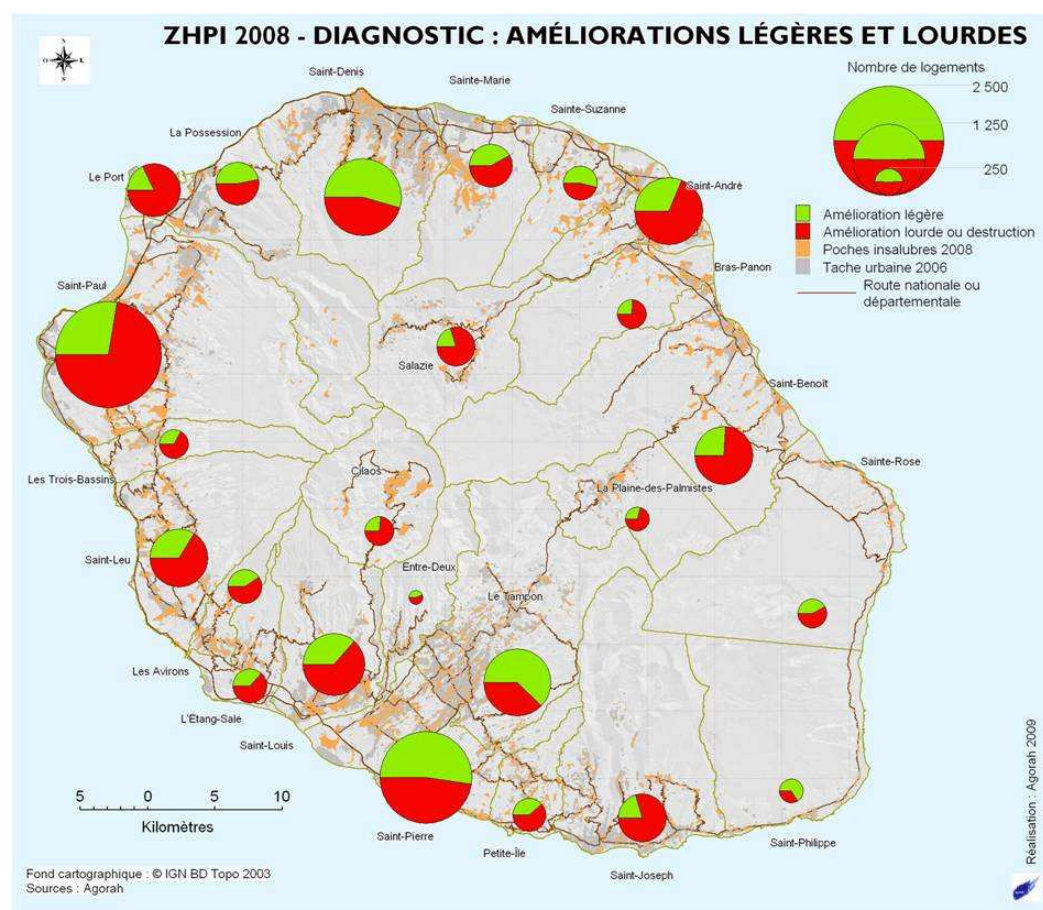 ZHPI 2008 - DIAGNOSTIC : AMÉLIORATIONS LÉGÈRES ET LOURDES
N
O
E
S
Nombre de logements
2 500
1 250
250
Amélioration légère
Amélioration lourde ou destruction
Poches insalubres 2008
Tache urbaine 2006
Route nationale ou
départementale
Saint-Denis
Sainte-Marie
Sainte-Suzanne
La Possession
Le Port
Saint-André
Bras-Panon
Saint-Paul
Salazie
Saint-Benoît
Les Trois-Bassins
Cilaos
Sainte-Rose
La Plaine-des-Palmistes
Saint-Leu
Entre-Deux
Le Tampon
Les Avirons
L'Étang-Salé
Saint-Louis
Saint-Pierre
Petite-Île
Saint-Joseph
Saint-Philippe
5 0 5 10
Kilomètres
Fond cartographique : © IGN BD Topo 2003
Sources : Agorah
Réalisation : Agorah 2009